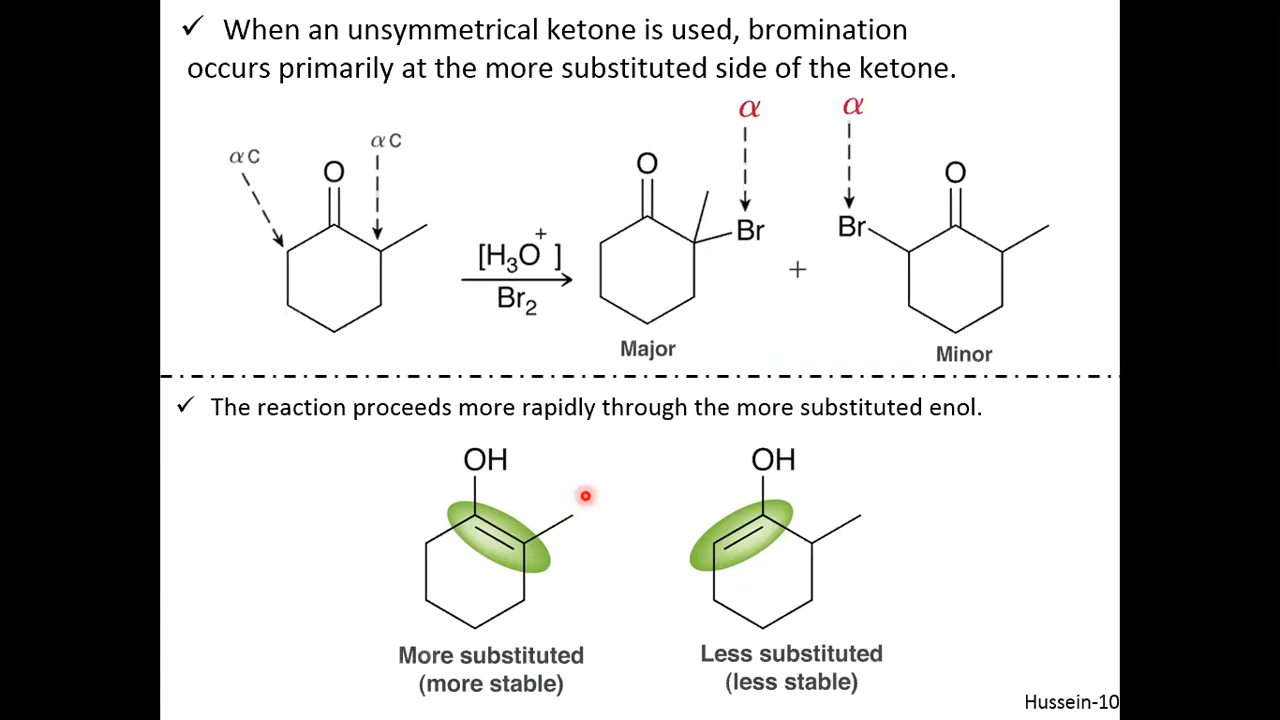 ✓ When an unsymmetrical ketone is used, bromination
occurs primarily at the more substituted side of the ketone.
α α
αC αC
O O O
[H₃O⁺] Br Br
Br₂ +
Major Minor
✓ The reaction proceeds more rapidly through the more substituted enol.
OH OH
More substituted Less substituted
(more stable) (less stable)
Hussein-10